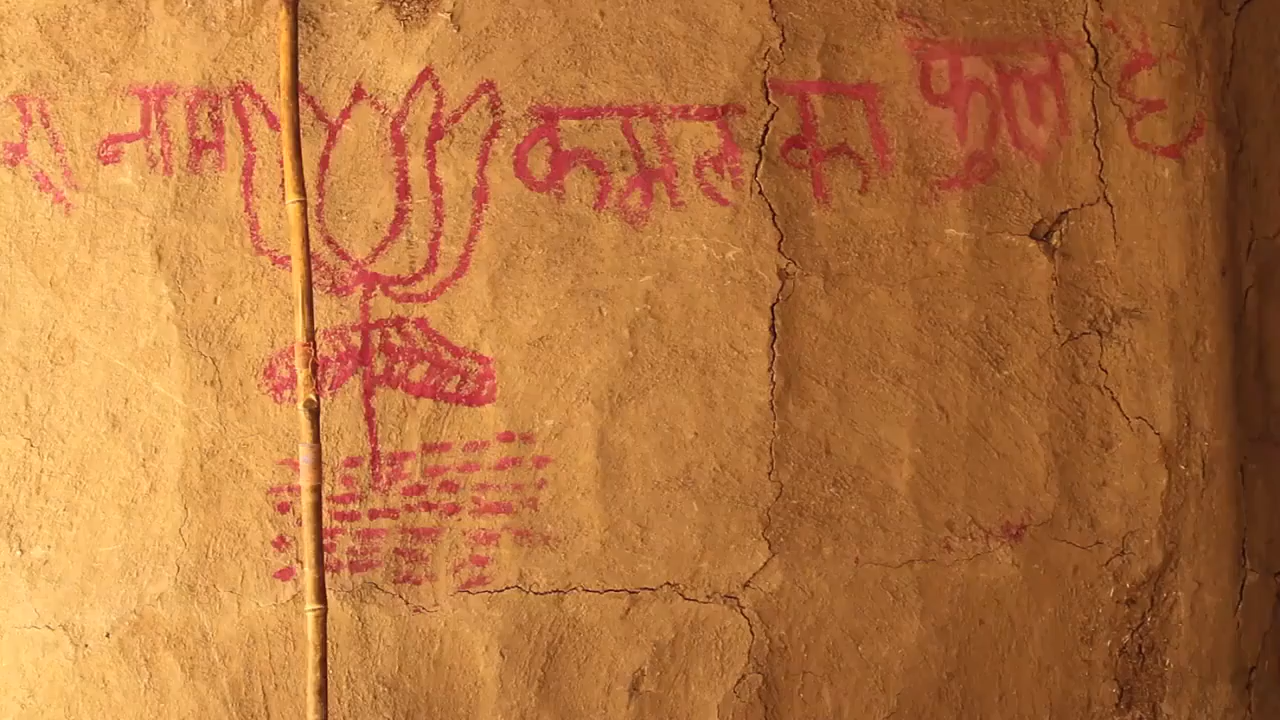 नाम कमल का फूल है